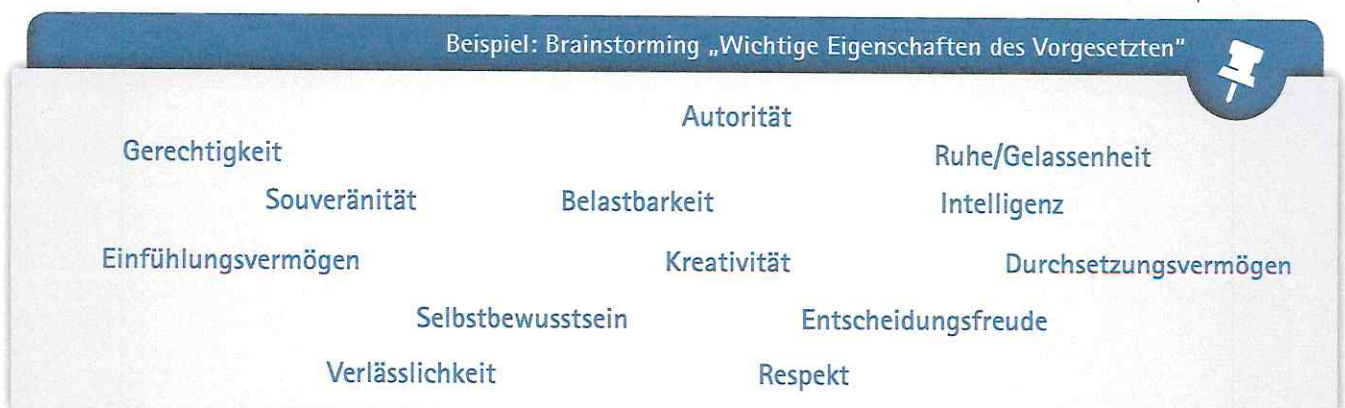 Beispiel: Brainstorming „Wichtige Eigenschaften des Vorgesetzten"
Autorität
Gerechtigkeit
Ruhe/Gelassenheit
Souveränität
Belastbarkeit
Intelligenz
Einfühlungsvermögen
Kreativität
Durchsetzungsvermögen
Selbstbewusstsein
Entscheidungsfreude
Verlässlichkeit
Respekt